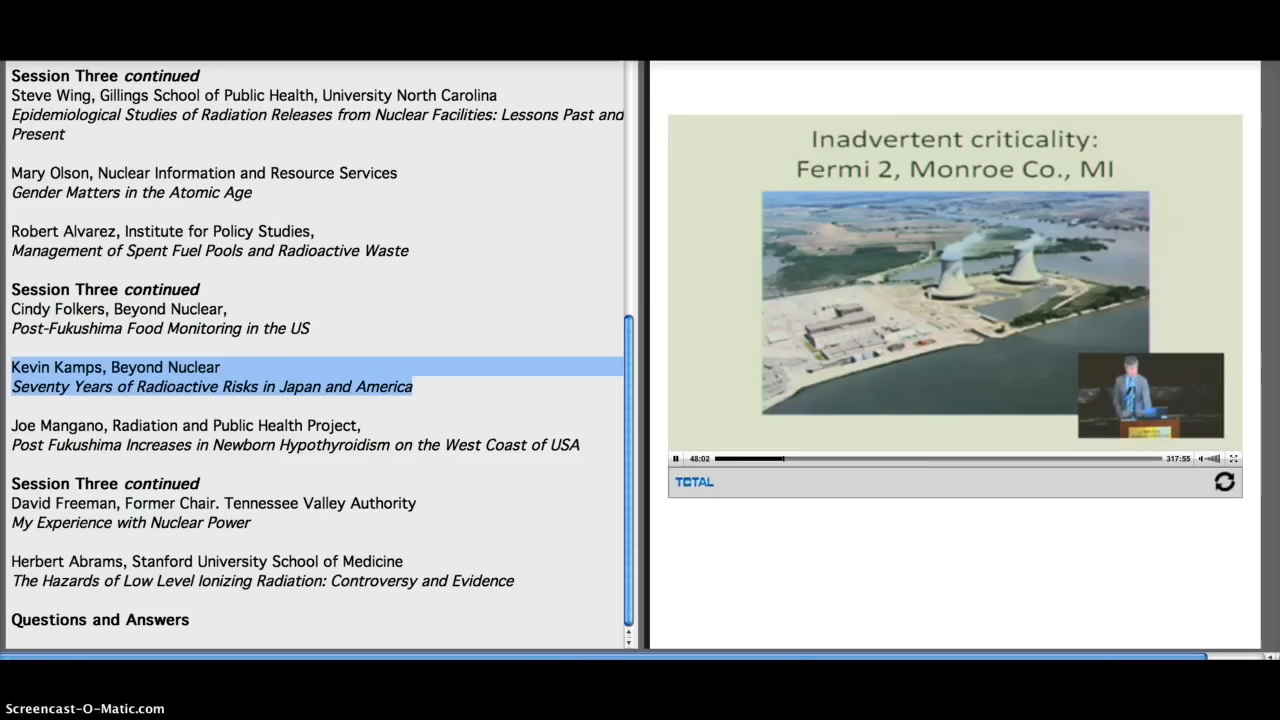 Session Three continued
Steve Wing, Gillings School of Public Health, University North Carolina
Epidemiological Studies of Radiation Releases from Nuclear Facilities: Lessons Past and
Present
Mary Olson, Nuclear Information and Resource Services
Gender Matters in the Atomic Age
Robert Alvarez, Institute for Policy Studies,
Management of Spent Fuel Pools and Radioactive Waste
Session Three continued
Cindy Folkers, Beyond Nuclear,
Post-Fukushima Food Monitoring in the US
Kevin Kamps, Beyond Nuclear
Seventy Years of Radioactive Risks in Japan and America
Joe Mangano, Radiation and Public Health Project,
Post Fukushima Increases in Newborn Hypothyroidism on the West Coast of USA
Session Three continued
David Freeman, Former Chair. Tennessee Valley Authority
My Experience with Nuclear Power
Herbert Abrams, Stanford University School of Medicine
The Hazards of Low Level Ionizing Radiation: Controversy and Evidence
Questions and Answers
Inadvertent criticality:
Fermi 2, Monroe Co., MI
48:02
317:55
TOTAL
Screencast-O-Matic.com